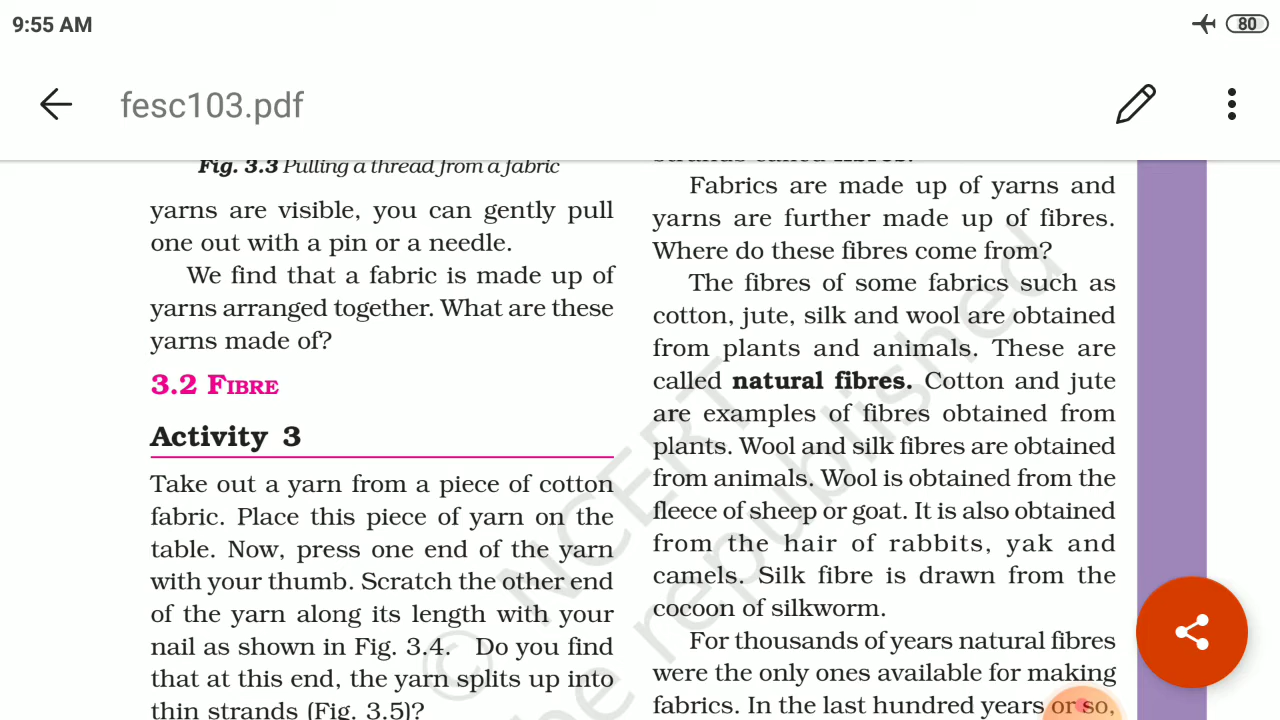 9:55 AM
80
fesc103.pdf
Fig. 3.3 Pulling a thread from a fabric
yarns are visible, you can gently pull
one out with a pin or a needle.
We find that a fabric is made up of
yarns arranged together. What are these
yarns made of?
3.2 FIBRE
Activity 3
Take out a yarn from a piece of cotton
fabric. Place this piece of yarn on the
table. Now, press one end of the yarn
with your thumb. Scratch the other end
of the yarn along its length with your
nail as shown in Fig. 3.4. Do you find
that at this end, the yarn splits up into
thin strands (Fig. 3.5)?
strands called fibres.
Fabrics are made up of yarns and
yarns are further made up of fibres.
Where do these fibres come from?
The fibres of some fabrics such as
cotton, jute, silk and wool are obtained
from plants and animals. These are
called natural fibres. Cotton and jute
are examples of fibres obtained from
plants. Wool and silk fibres are obtained
from animals. Wool is obtained from the
fleece of sheep or goat. It is also obtained
from the hair of rabbits, yak and
camels. Silk fibre is drawn from the
cocoon of silkworm.
For thousands of years natural fibres
were the only ones available for making
fabrics. In the last hundred years or so,
© NCERT
be republished